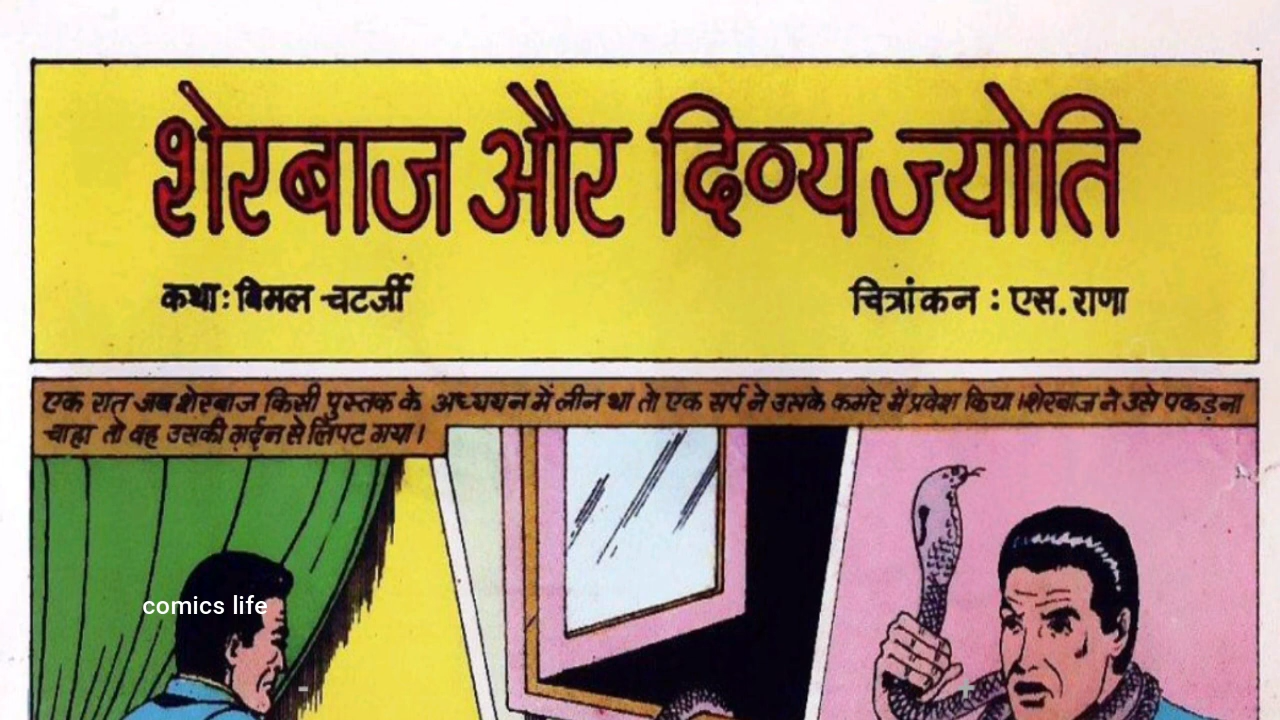 शेरबाज और दिव्य ज्योति
कथा: बिमल चटर्जी
चित्रांकन : एस. राणा
एक रात जब शेरबाज किसी पुस्तक के अध्ययन में लीन था तो एक सर्प ने उसके कमरे में प्रवेश किया। शेरबाज ने उसे पकड़ना
चाहा तो वह उसकी गर्दन से लिपट गया।
comics life